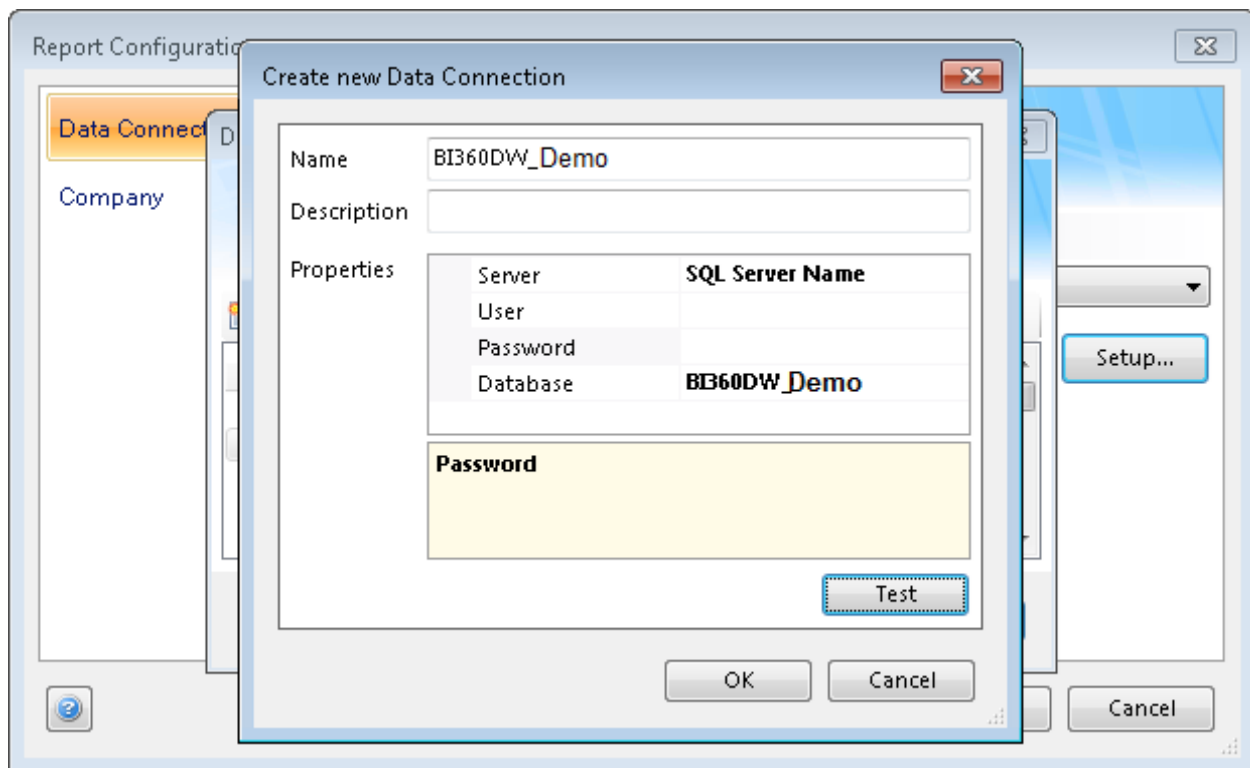 Report Configuratio
Create new Data Connection
Data Connect
D
Company
Name
BI360DW_Demo
Description
Properties
Server
SQL Server Name
User
Password
Database
BI360DW_Demo
Password
Test
Setup...
OK
Cancel
Cancel